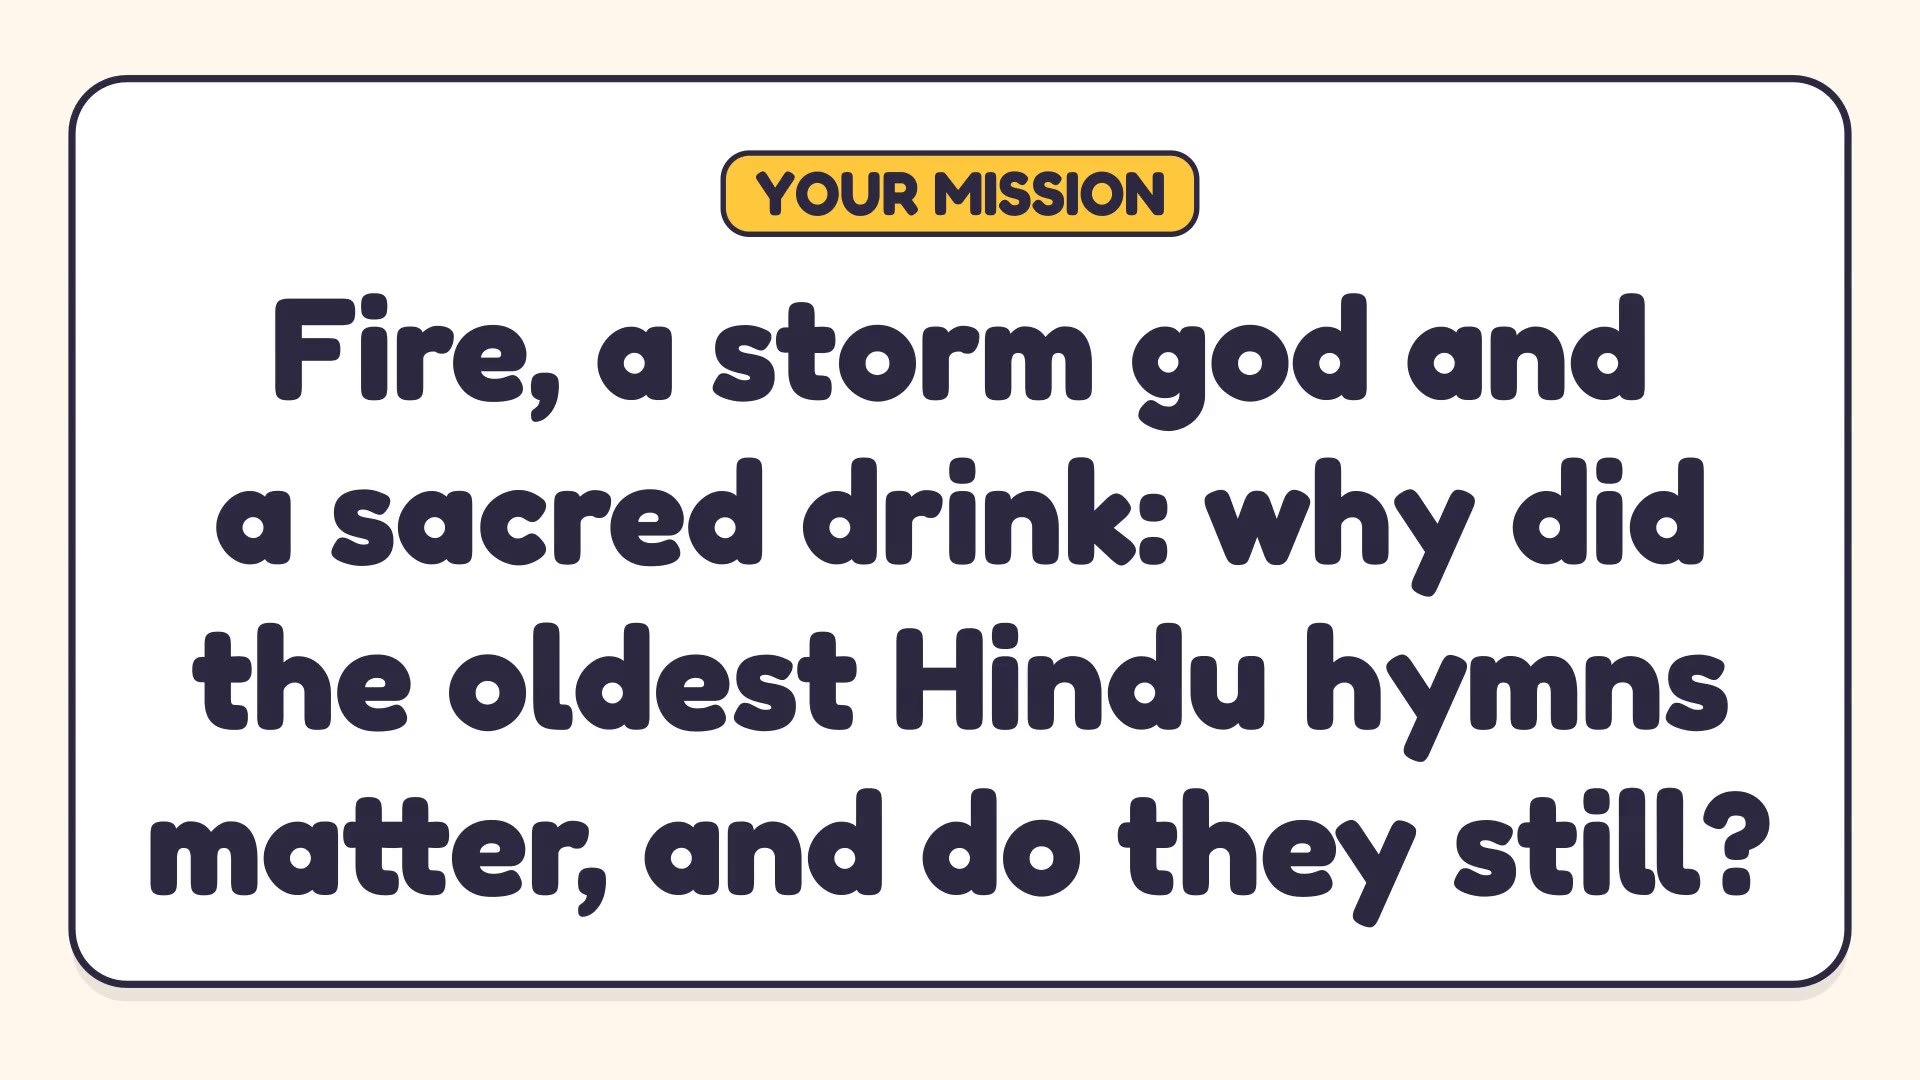 YOUR MISSION
Fire, a storm god and
a sacred drink: why did
the oldest Hindu hymns
matter, and do they still?